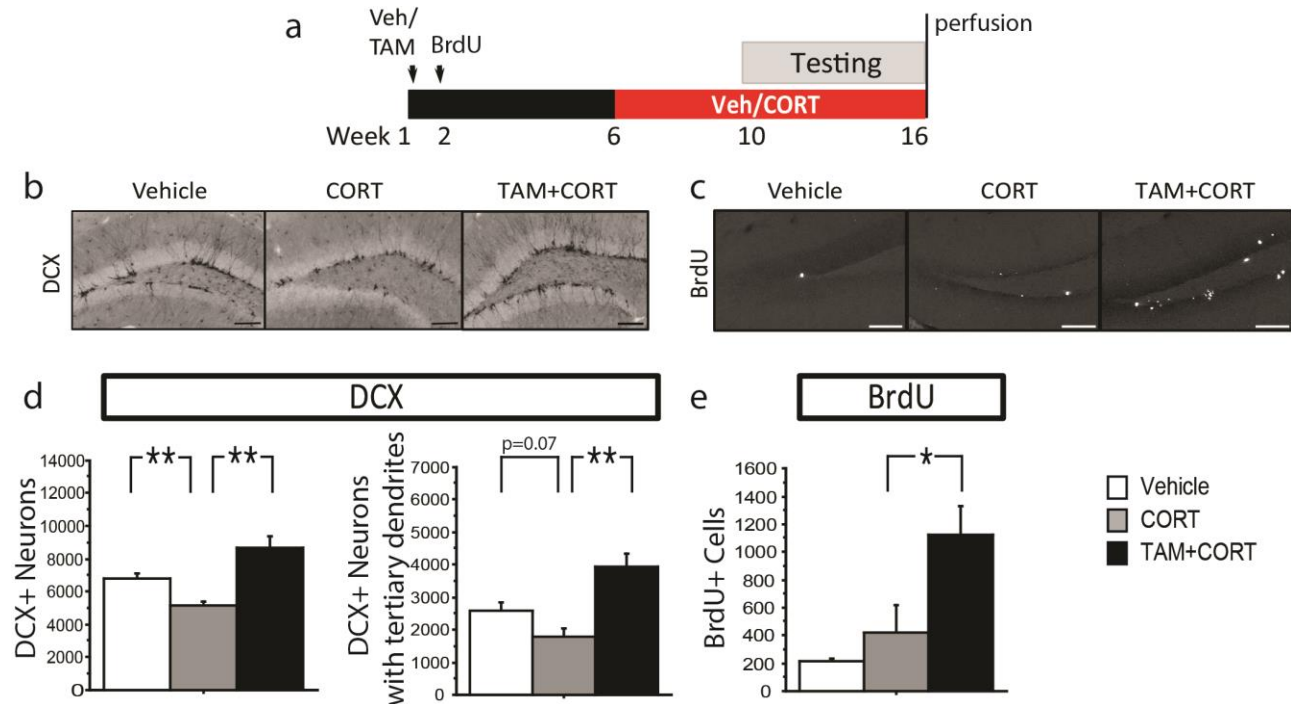 a
Veh/
TAM
BrdU
perfusion
Testing
Veh/CORT
Week 1 2 6 10 16
b
Vehicle CORT TAM+CORT
DCX
c
Vehicle CORT TAM+CORT
BrdU
d
DCX
DCX+ Neurons
14000
12000
10000
8000
6000
4000
2000
0
** **
DCX+ Neurons
with tertiary dendrites
7000
6000
5000
4000
3000
2000
1000
0
p=0.07
**
e
BrdU
BrdU+ Cells
1600
1400
1200
1000
800
600
400
200
0
*
Vehicle
CORT
TAM+CORT